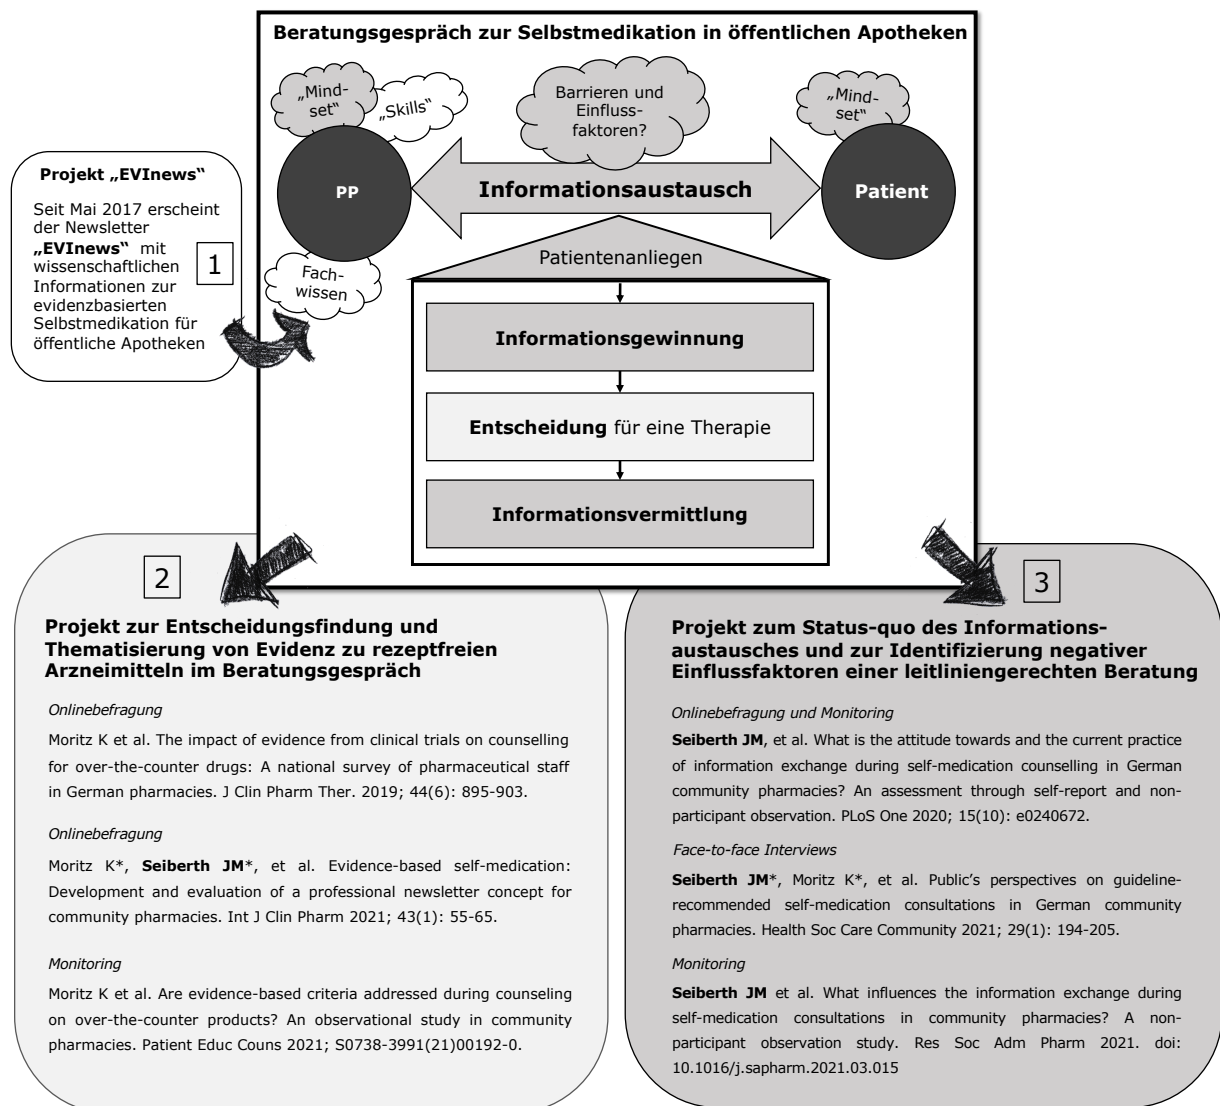 Beratungsgespräch zur Selbstmedikation in öffentlichen Apotheken
„Mind-
set“
„Skills“
Barrieren und
Einfluss-
faktoren?
„Mind-
set“
PP
Informationsaustausch
Patient
Fach-
wissen
Patientenanliegen
Informationsgewinnung
Entscheidung für eine Therapie
Informationsvermittlung
Projekt „EVInews“
Seit Mai 2017 erscheint
der Newsletter
„EVInews“ mit
wissenschaftlichen
Informationen zur
evidenzbasierten
Selbstmedikation für
öffentliche Apotheken
1
2
Projekt zur Entscheidungsfindung und
Thematisierung von Evidenz zu rezeptfreien
Arzneimitteln im Beratungsgespräch
Onlinebefragung
Moritz K et al. The impact of evidence from clinical trials on counselling
for over-the-counter drugs: A national survey of pharmaceutical staff
in German pharmacies. J Clin Pharm Ther. 2019; 44(6): 895-903.
Onlinebefragung
Moritz K*, Seiberth JM*, et al. Evidence-based self-medication:
Development and evaluation of a professional newsletter concept for
community pharmacies. Int J Clin Pharm 2021; 43(1): 55-65.
Monitoring
Moritz K et al. Are evidence-based criteria addressed during counseling
on over-the-counter products? An observational study in community
pharmacies. Patient Educ Couns 2021; S0738-3991(21)00192-0.
3
Projekt zum Status-quo des Informations-
austausches und zur Identifizierung negativer
Einflussfaktoren einer leitliniengerechten Beratung
Onlinebefragung und Monitoring
Seiberth JM, et al. What is the attitude towards and the current practice
of information exchange during self-medication counselling in German
community pharmacies? An assessment through self-report and non-
participant observation. PLoS One 2020; 15(10): e0240672.
Face-to-face Interviews
Seiberth JM*, Moritz K*, et al. Public’s perspectives on guideline-
recommended self-medication consultations in German community
pharmacies. Health Soc Care Community 2021; 29(1): 194-205.
Monitoring
Seiberth JM et al. What influences the information exchange during
self-medication consultations in community pharmacies? A non-
participant observation study. Res Soc Adm Pharm 2021. doi:
10.1016/j.sapharm.2021.03.015